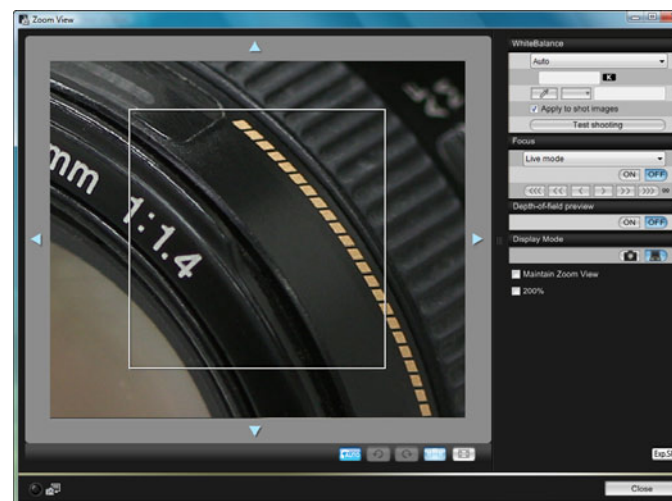 Zoom View
WhiteBalance
Auto
K
Apply to shot images
Test shooting
Focus
Live mode
ON OFF
<<< << < > >> >>> ∞
Depth-of-field preview
ON OFF
Display Mode
Maintain Zoom View
200%
mm 1:1.4
AUTO
Close